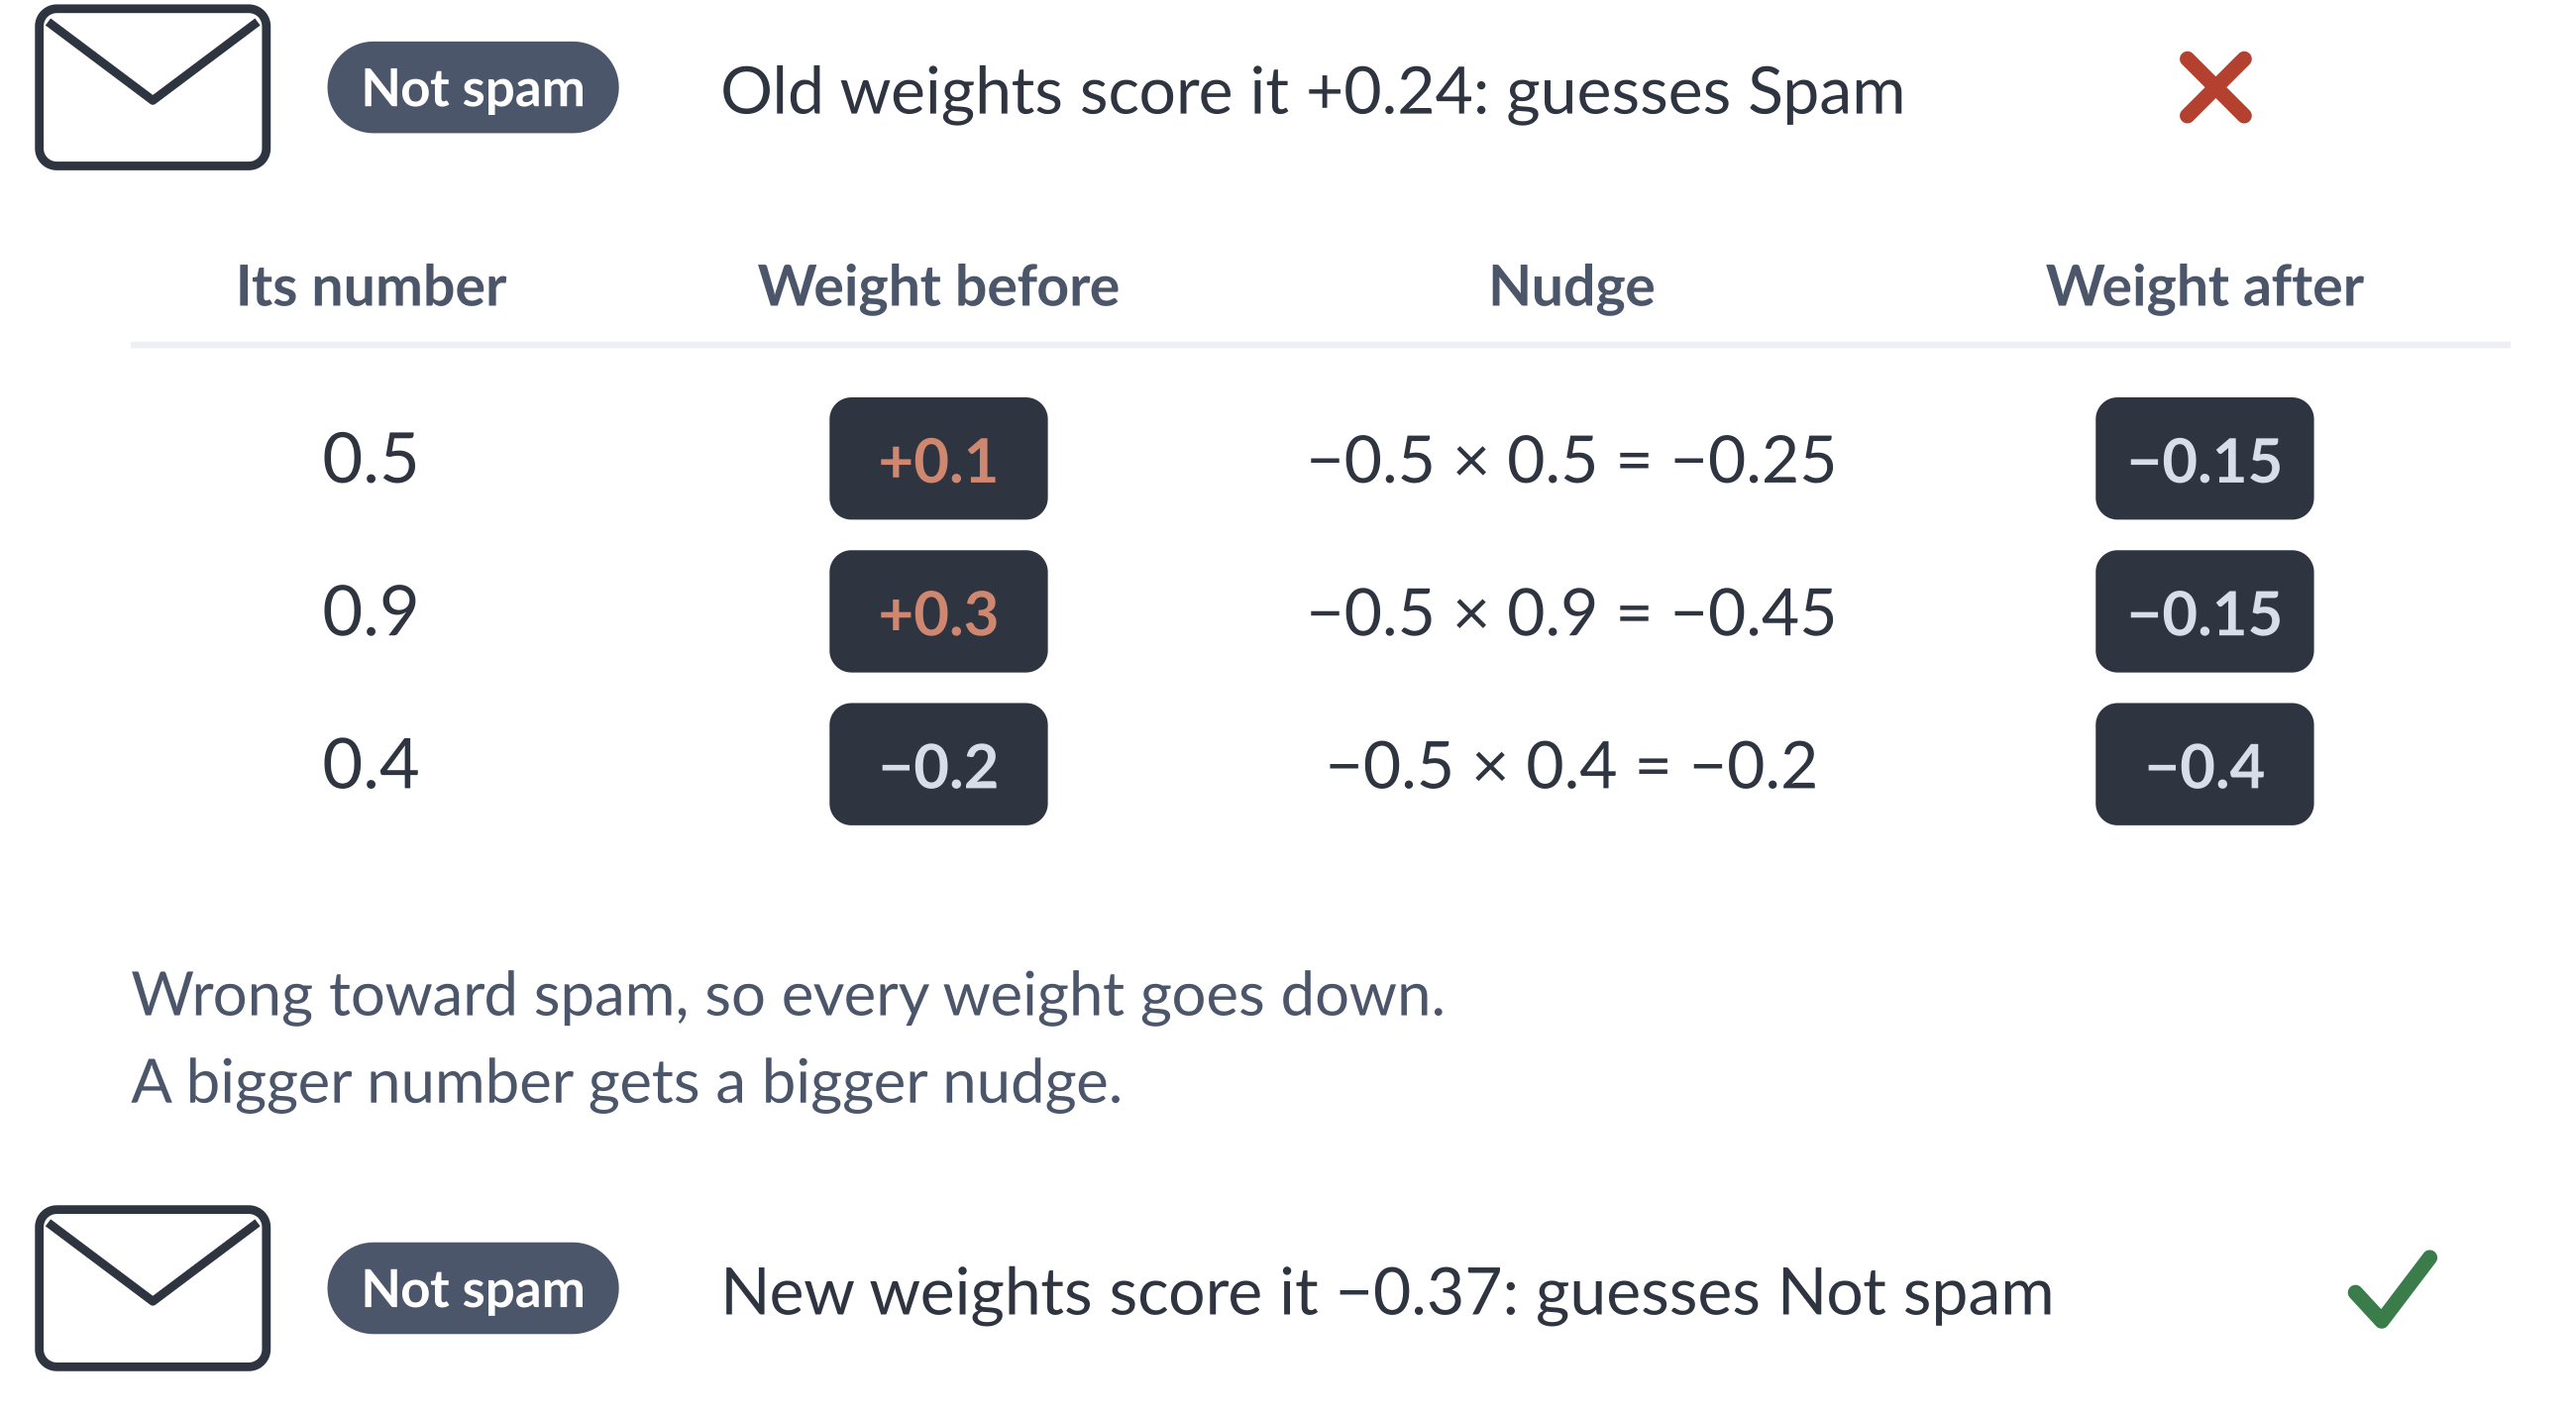 Not spam Old weights score it +0.24: guesses Spam
Its number Weight before Nudge Weight after
0.5 +0.1 −0.5 × 0.5 = −0.25 −0.15
0.9 +0.3 −0.5 × 0.9 = −0.45 −0.15
0.4 −0.2 −0.5 × 0.4 = −0.2 −0.4
Wrong toward spam, so every weight goes down.
A bigger number gets a bigger nudge.
Not spam New weights score it −0.37: guesses Not spam